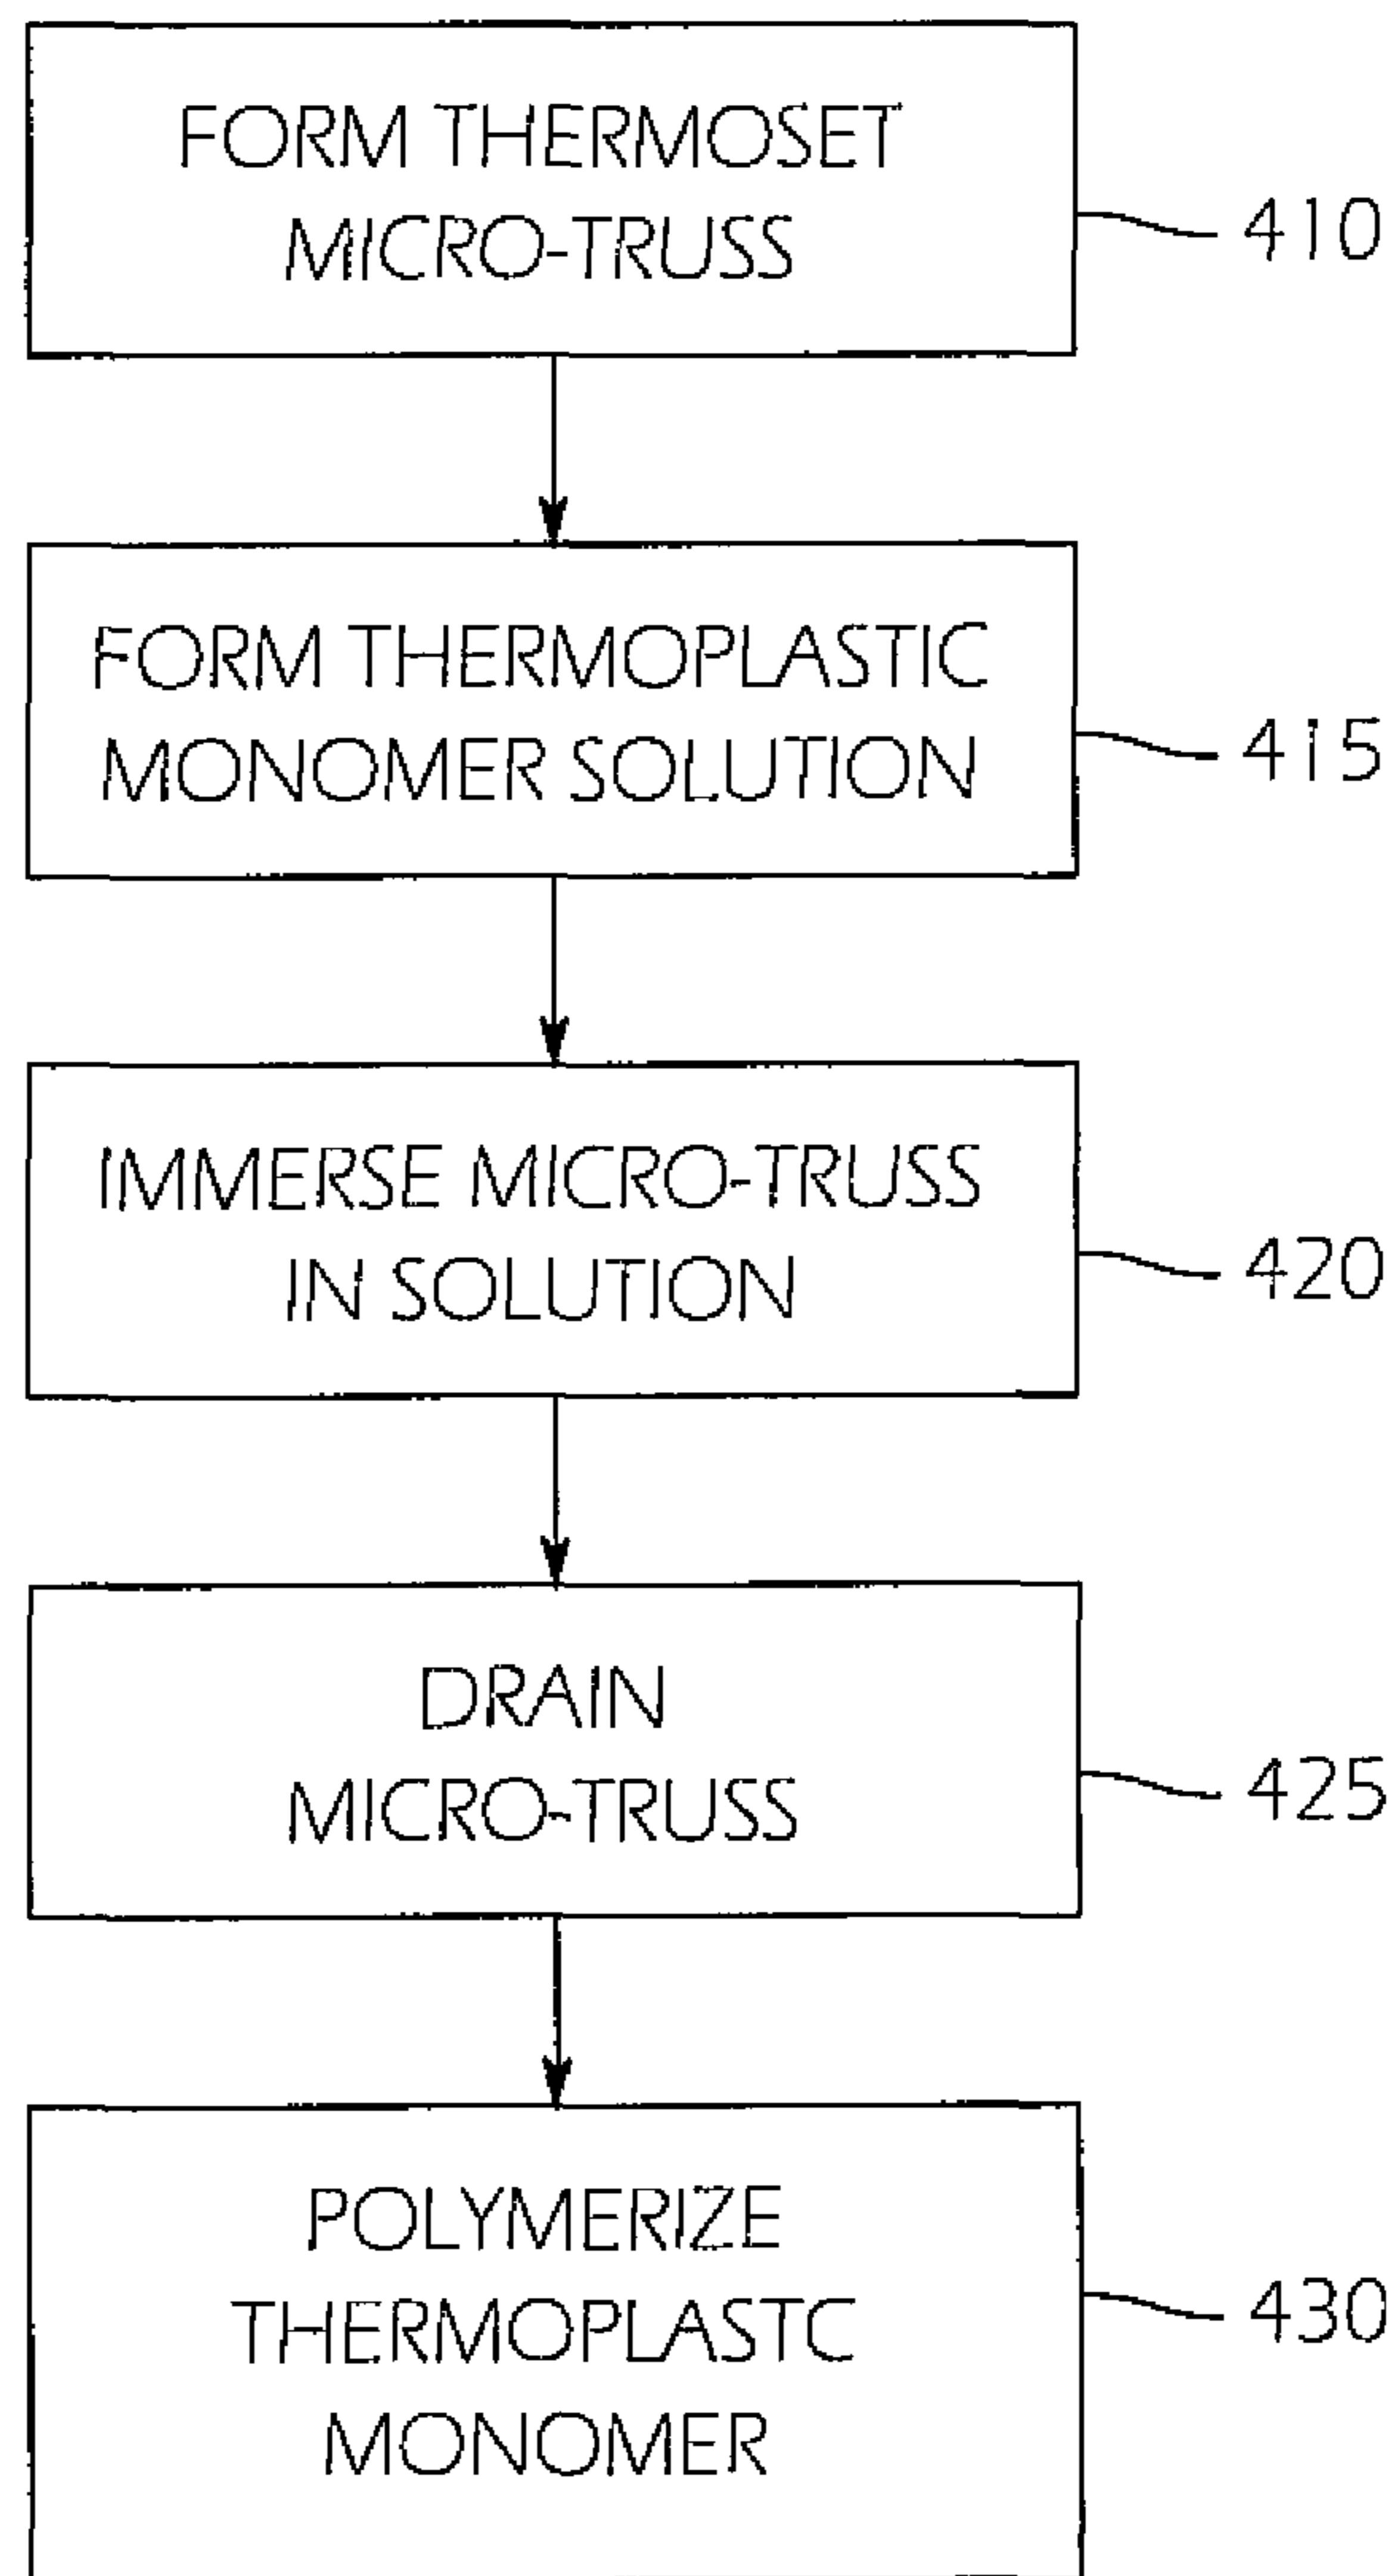 FORM THERMOSET
MICRO-TRUSS
410
FORM THERMOPLASTIC
MONOMER SOLUTION
415
IMMERSE MICRO-TRUSS
IN SOLUTION
420
DRAIN
MICRO-TRUSS
425
POLYMERIZE
THERMOPLASTC
MONOMER
430